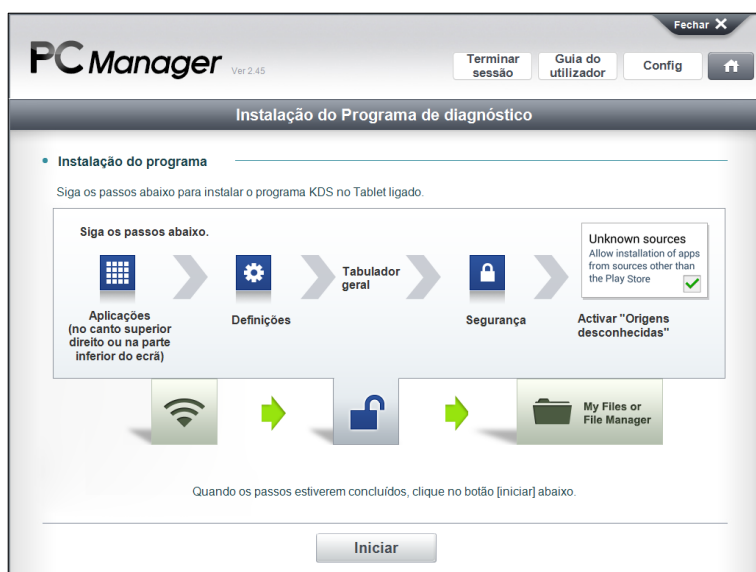 Fechar X
PC Manager Ver 2.45
Terminar sessão
Guia do utilizador
Config
Instalação do Programa de diagnóstico
Instalação do programa
Siga os passos abaixo para instalar o programa KDS no Tablet ligado.
Siga os passos abaixo.
Aplicações
(no canto superior
direito ou na parte
inferior do ecrã)
Definições
Tabulador
geral
Segurança
Unknown sources
Allow installation of apps
from sources other than
the Play Store
Activar "Origens
desconhecidas"
My Files or
File Manager
Quando os passos estiverem concluídos, clique no botão [iniciar] abaixo.
Iniciar